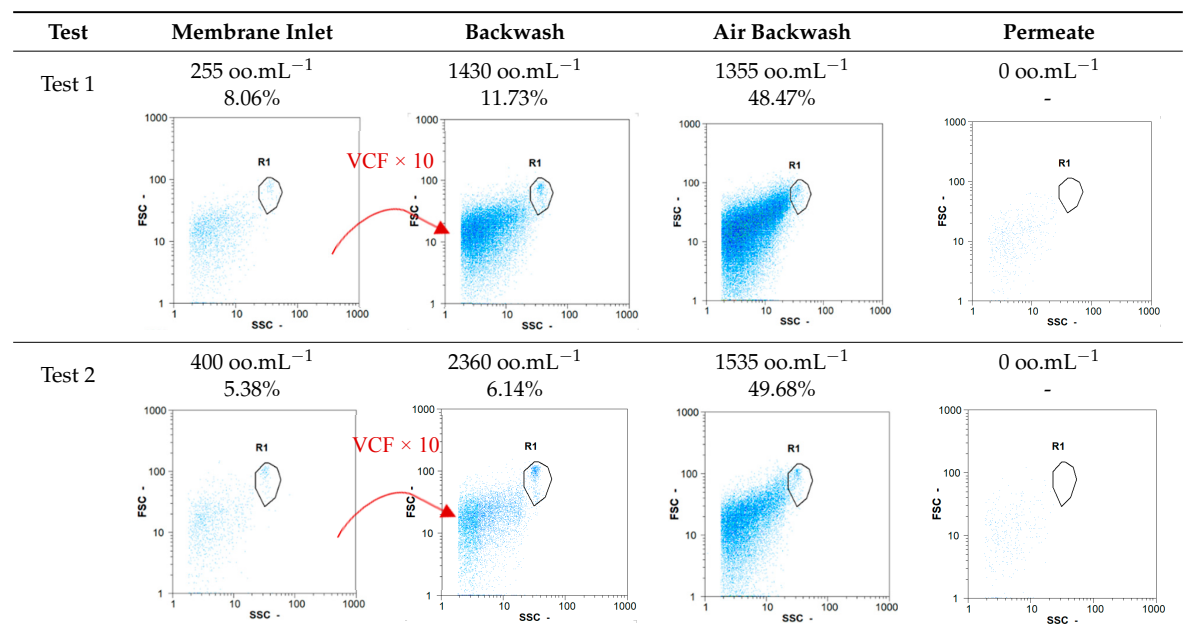 Test Membrane Inlet Backwash Air Backwash Permeate
Test 1
255 oo.mL−1 1430 oo.mL−1 1355 oo.mL−1 0 oo.mL−1
8.06% 11.73% 48.47% -
VCF × 10
1000
100
10
1
FSC -
R1
1 10 100 1000
SSC -
1000
100
10
1
FSC -
R1
1 10 100 1000
SSC -
1000
100
10
1
FSC -
R1
1 10 100 1000
SSC -
1000
100
10
1
FSC -
R1
1 10 100 1000
SSC -
Test 2
400 oo.mL−1 2360 oo.mL−1 1535 oo.mL−1 0 oo.mL−1
5.38% 6.14% 49.68% -
VCF × 10
1000
100
10
1
FSC -
R1
1 10 100 1000
SSC -
1000
100
10
1
FSC -
R1
1 10 100 1000
SSC -
1000
100
10
1
FSC -
R1
1 10 100 1000
SSC -
1000
100
10
1
FSC -
R1
1 10 100 1000
SSC -